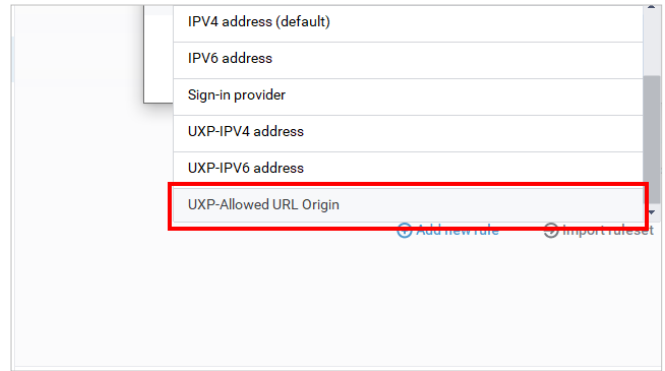 IPV4 address (default)
IPV6 address
Sign-in provider
UXP-IPV4 address
UXP-IPV6 address
UXP-Allowed URL Origin
Add new rule Import ruleset